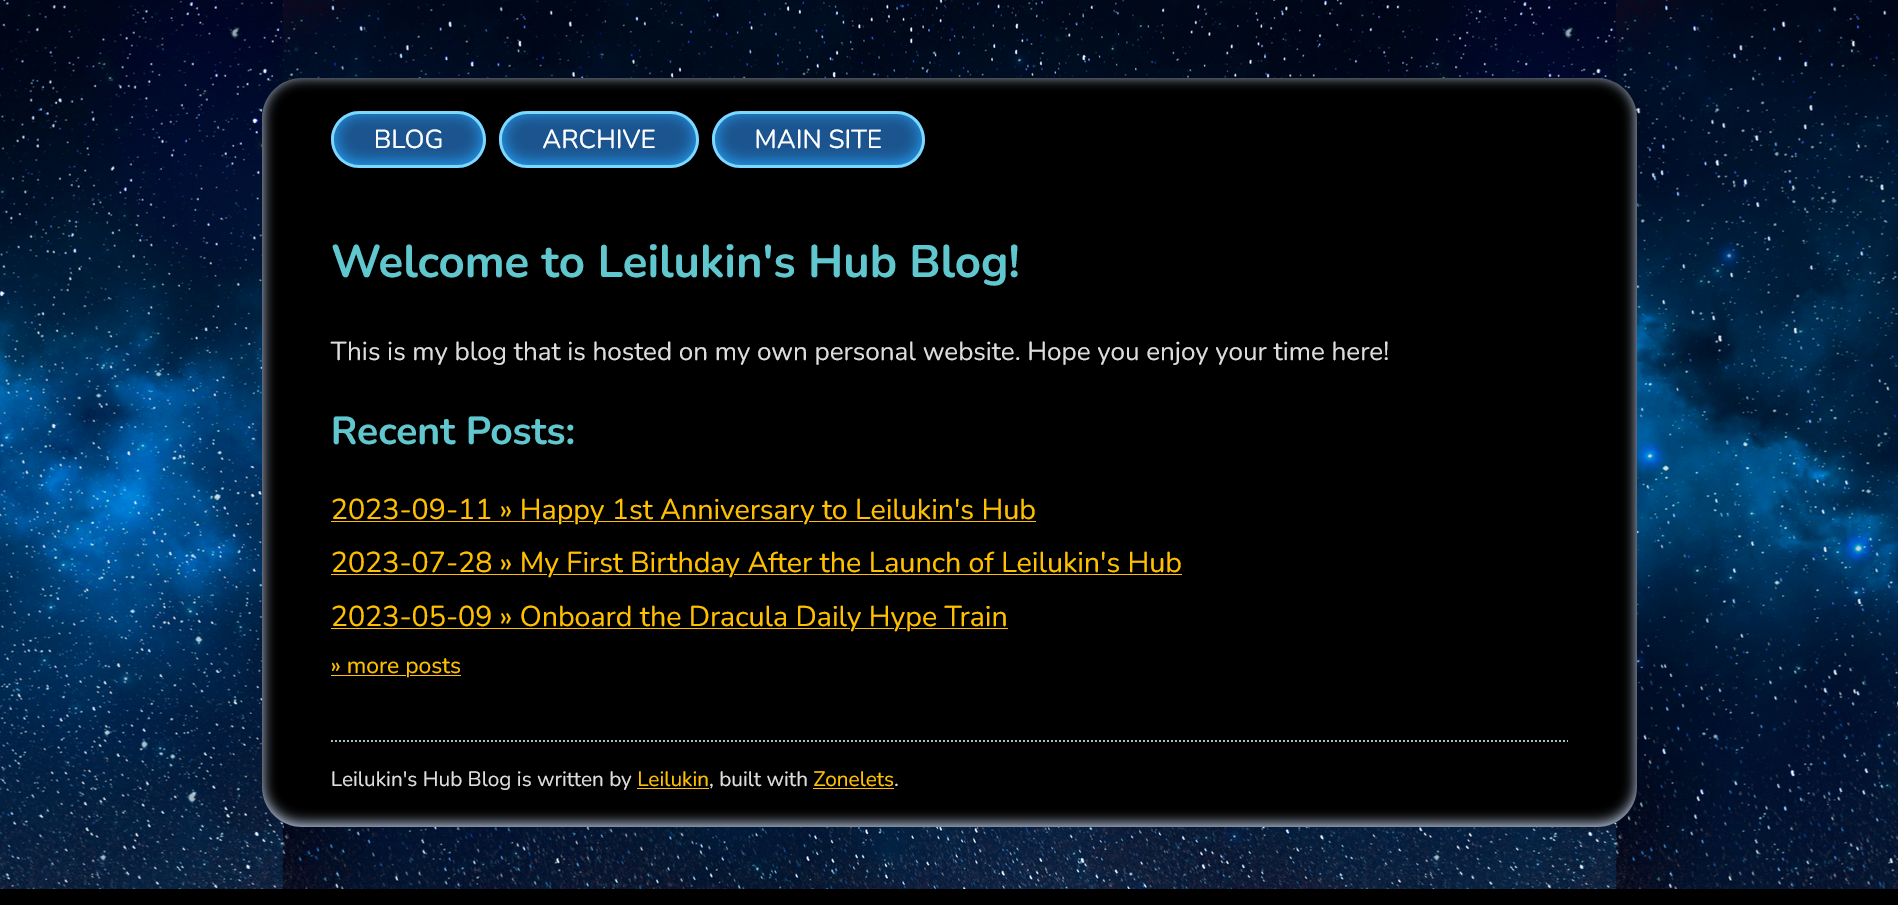 BLOG ARCHIVE MAIN SITE
Welcome to Leilukin's Hub Blog!
This is my blog that is hosted on my own personal website. Hope you enjoy your time here!
Recent Posts:
2023-09-11 » Happy 1st Anniversary to Leilukin's Hub
2023-07-28 » My First Birthday After the Launch of Leilukin's Hub
2023-05-09 » Onboard the Dracula Daily Hype Train
» more posts
Leilukin's Hub Blog is written by Leilukin, built with Zonelets.